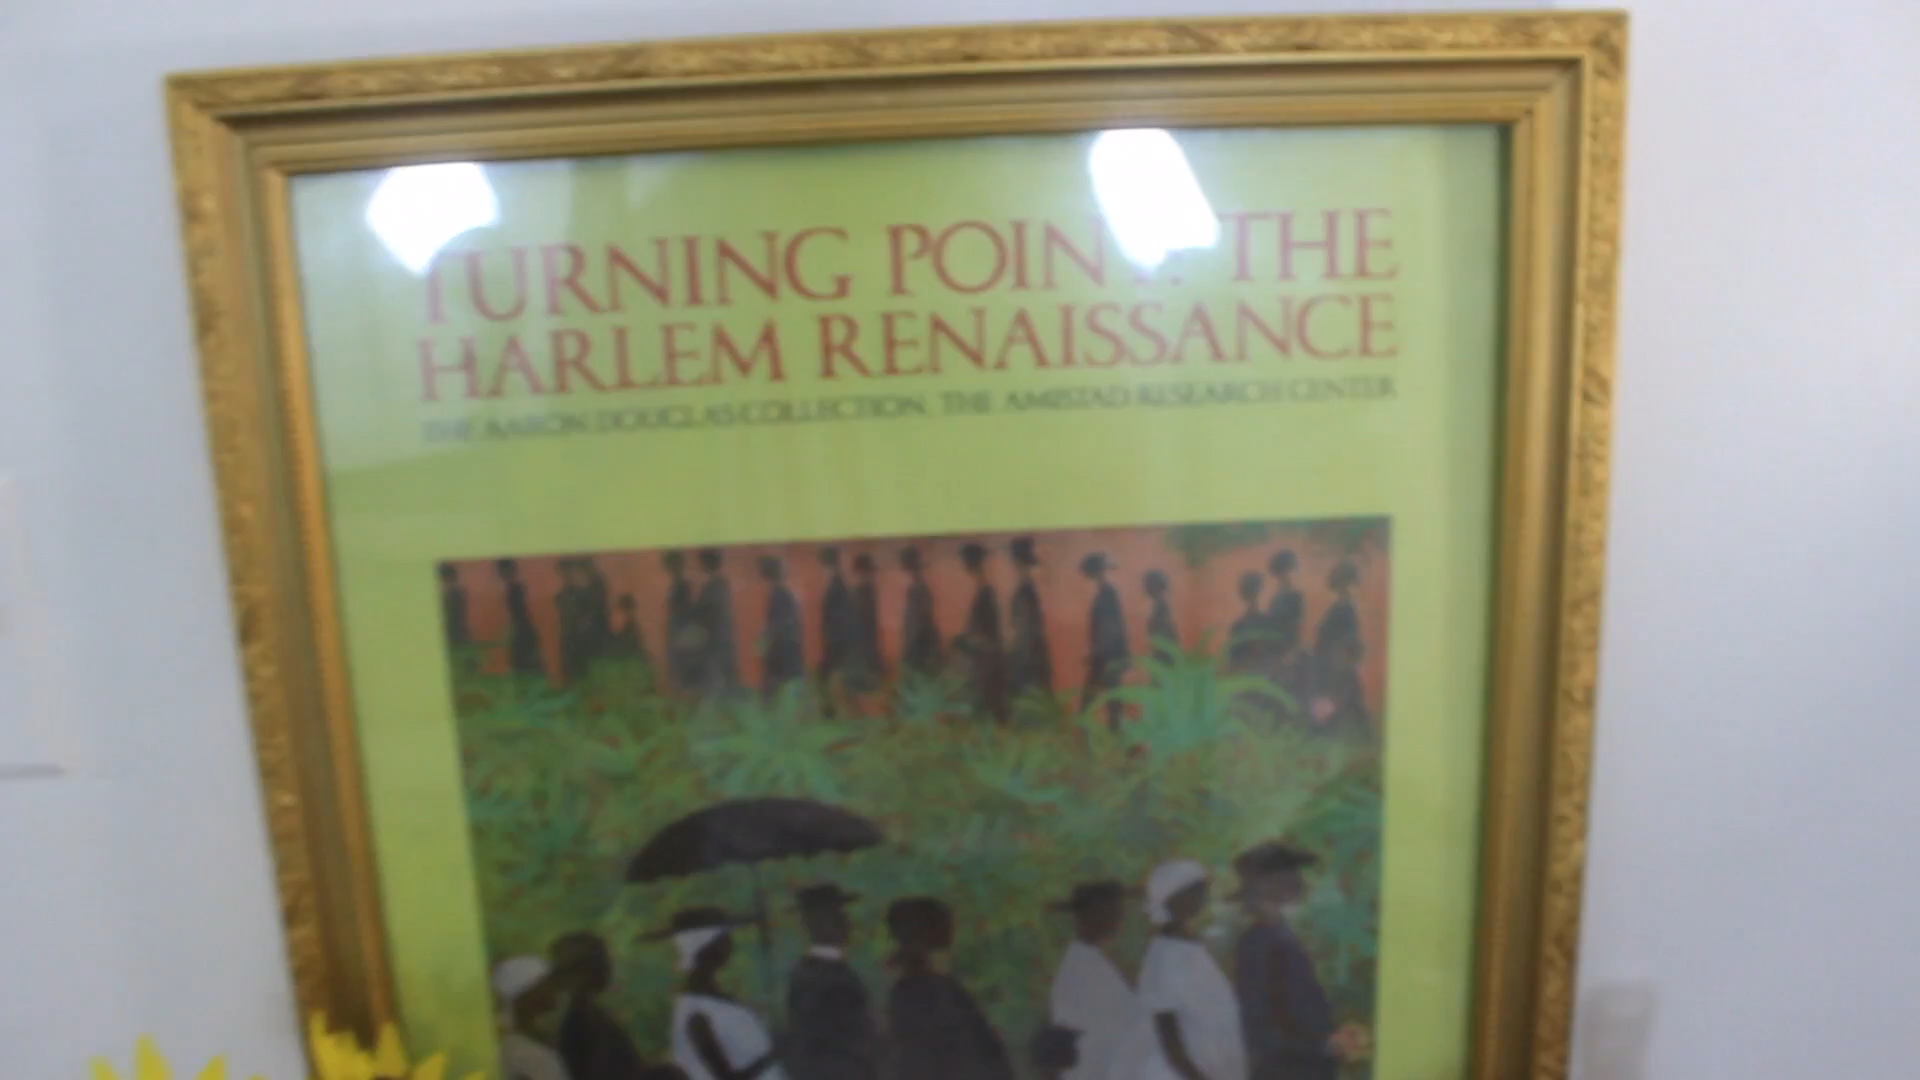 TURNING POINT: THE
HARLEM RENAISSANCE
THE AARON DOUGLAS COLLECTION, THE AMISTAD RESEARCH CENTER